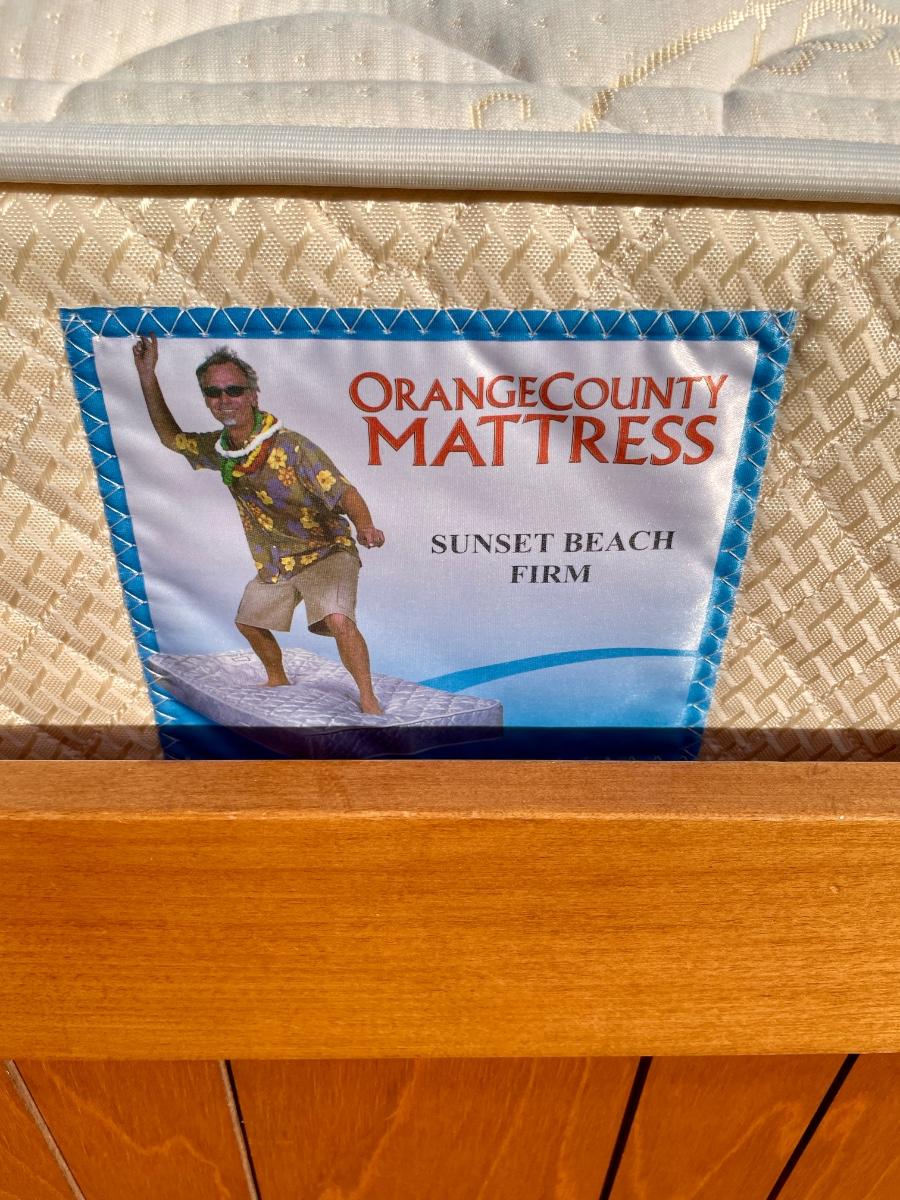 ORANGECOUNTY
MATTRESS
SUNSET BEACH
FIRM